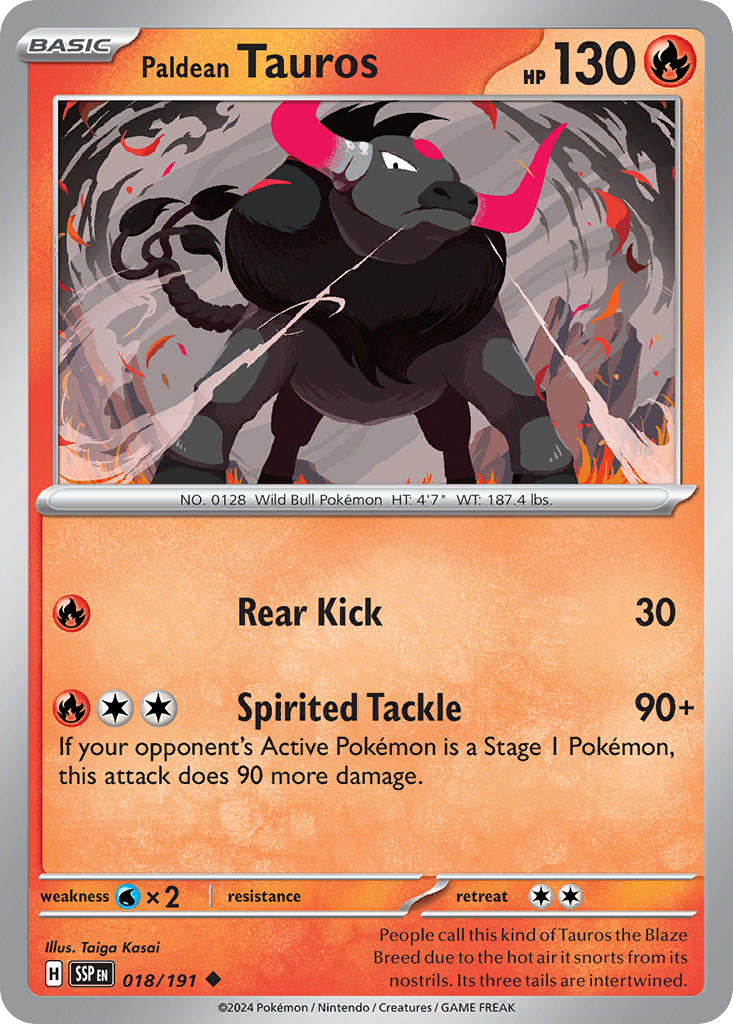 BASIC
Paldean Tauros HP 130
NO. 0128 Wild Bull Pokémon HT: 4'7" WT: 187.4 lbs.
Rear Kick 30
Spirited Tackle 90+
If your opponent's Active Pokémon is a Stage 1 Pokémon,
this attack does 90 more damage.
weakness ×2 resistance retreat
Illus. Taiga Kasai
H SSP EN 018/191
People call this kind of Tauros the Blaze
Breed due to the hot air it snorts from its
nostrils. Its three tails are intertwined.
©2024 Pokémon / Nintendo / Creatures / GAME FREAK